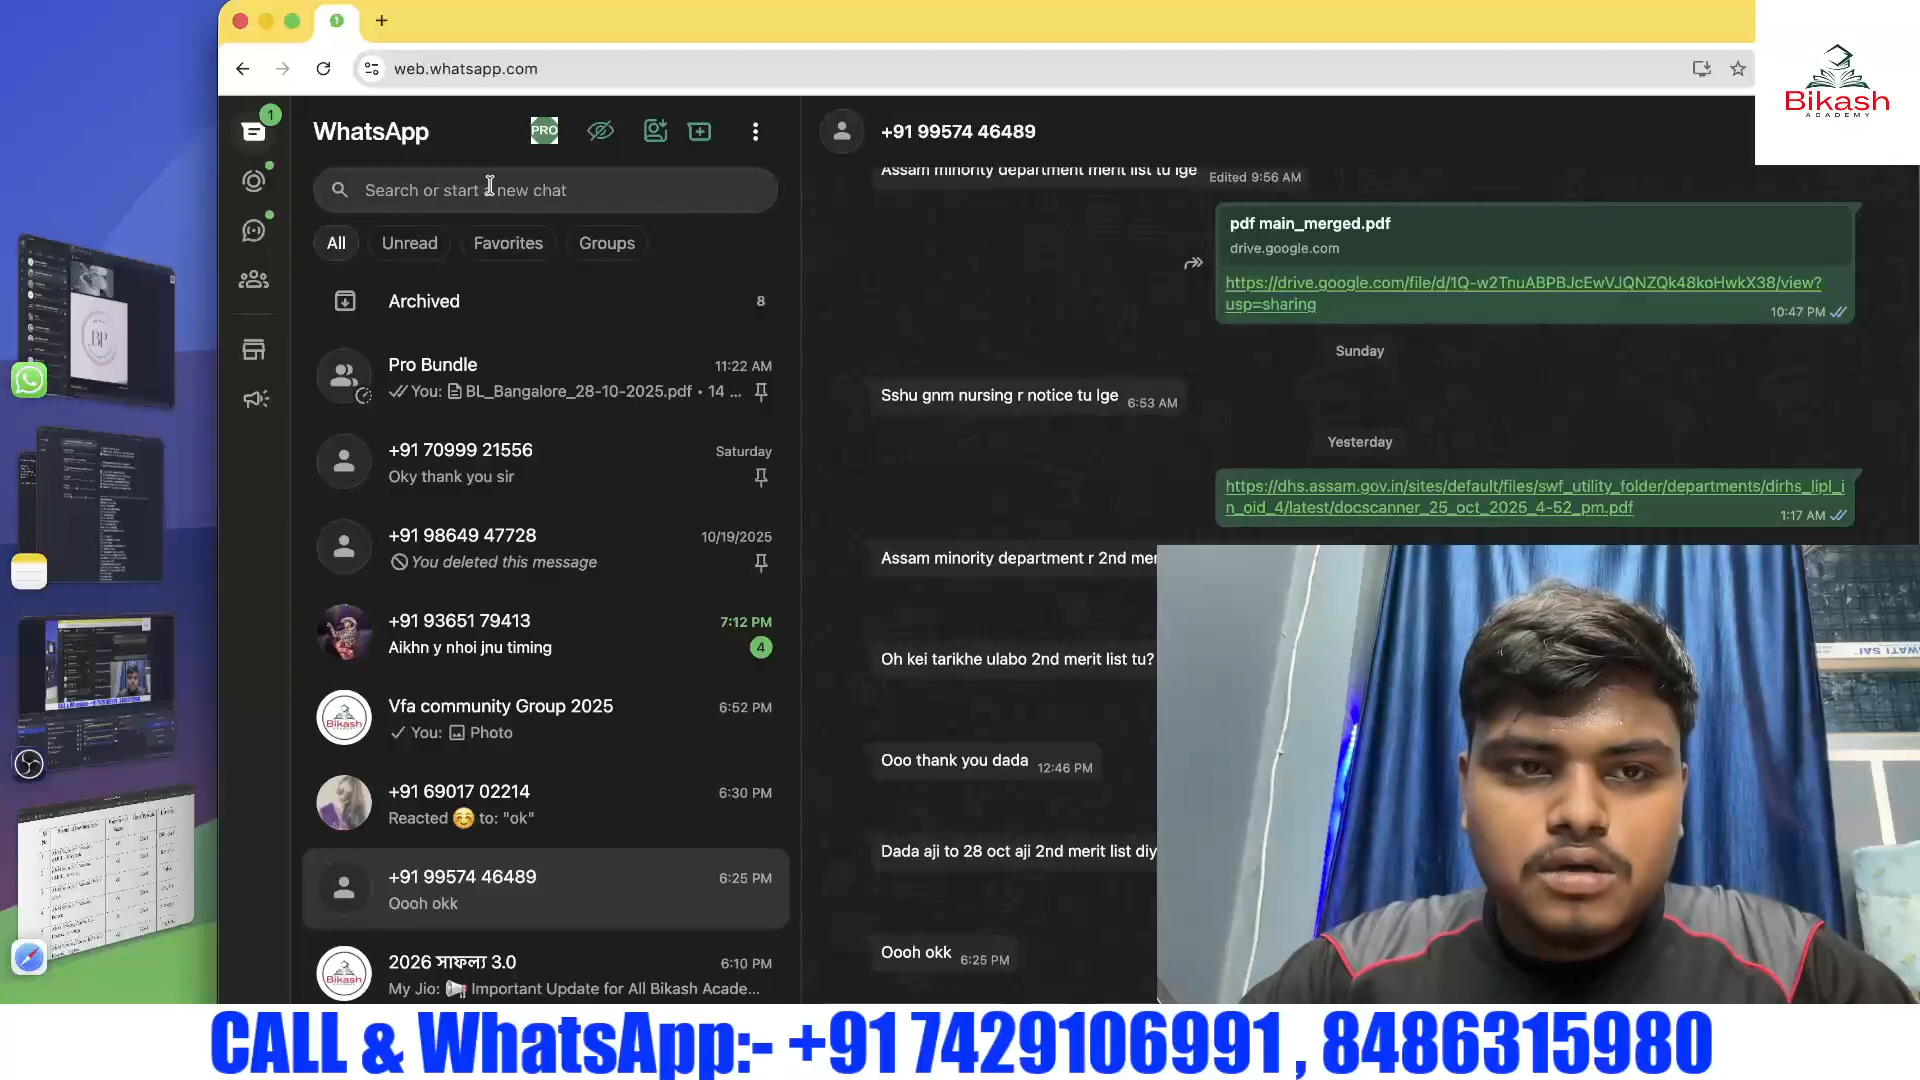 1
+
web.whatsapp.com
Bikash
ACADEMY
1
WhatsApp
PRO
Search or start a new chat
All
Unread
Favorites
Groups
Archived
8
Pro Bundle
11:22 AM
You: BL_Bangalore_28-10-2025.pdf • 14 ...
+91 70999 21556
Saturday
Oky thank you sir
+91 98649 47728
10/19/2025
You deleted this message
+91 93651 79413
7:12 PM
Aikhn y nhoi jnu timing
4
Vfa community Group 2025
6:52 PM
You: Photo
+91 69017 02214
6:30 PM
Reacted 😊 to: "ok"
+91 99574 46489
6:25 PM
Oooh okk
2026 সাফল্য 3.0
6:10 PM
My Jio: 📢 Important Update for All Bikash Acade...
+91 99574 46489
Assam minority department merit list tu lge
Edited 9:56 AM
pdf main_merged.pdf
drive.google.com
https://drive.google.com/file/d/1Q-w2TnuABPBJcEwVJQNZQk48koHwkX38/view?
usp=sharing
10:47 PM
Sunday
Sshu gnm nursing r notice tu lge
6:53 AM
Yesterday
https://dhs.assam.gov.in/sites/default/files/swf_utility_folder/departments/dirhs_lipl_i
n_oid_4/latest/docscanner_25_oct_2025_4-52_pm.pdf
1:17 AM
Assam minority department r 2nd mer
Oh kei tarikhe ulabo 2nd merit list tu?
Ooo thank you dada
12:46 PM
Dada aji to 28 oct aji 2nd merit list diy
Oooh okk
6:25 PM
CALL & WhatsApp:- +91 7429106991 , 8486315980